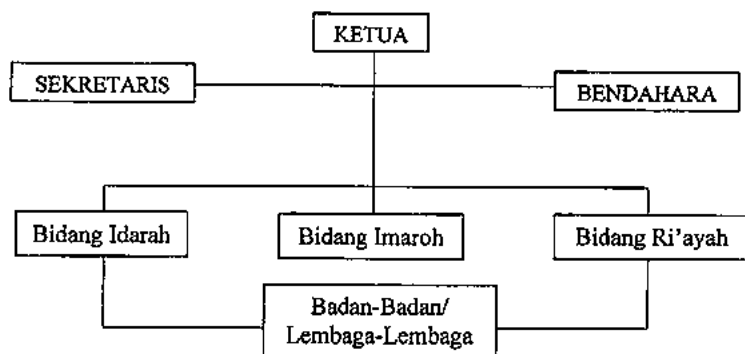 KETUA
SEKRETARIS
BENDAHARA
Bidang Idarah
Bidang Imaroh
Bidang Ri'ayah
Badan-Badan/
Lembaga-Lembaga